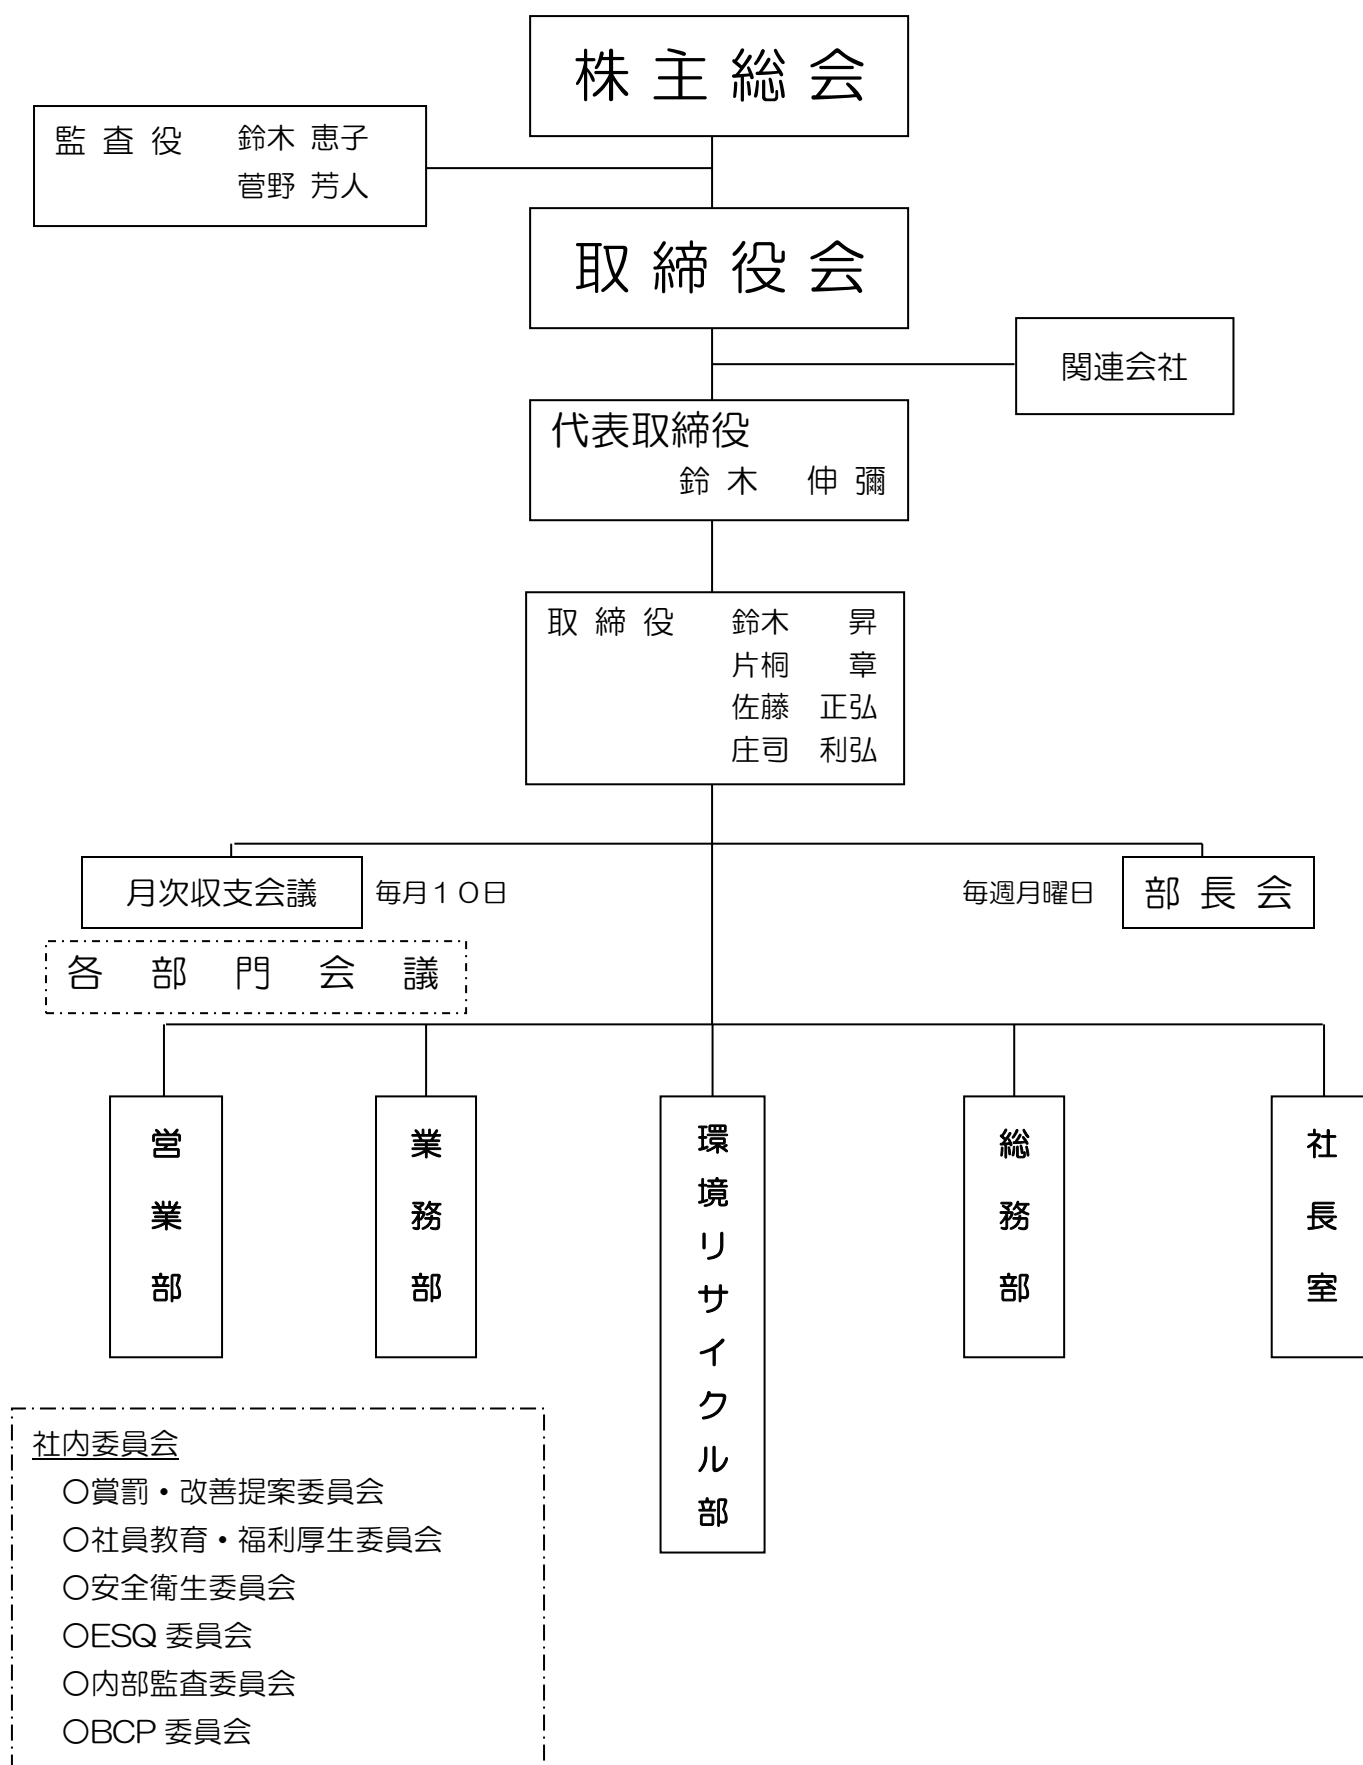 株主総会
監査役 鈴木 恵子
菅野 芳人
取締役会
関連会社
代表取締役
鈴木 伸彌
取締役 鈴木 昇
片桐 章
佐藤 正弘
庄司 利弘
月次収支会議 毎月１０日
毎週月曜日 部長会
各部門会議
営業部
業務部
環境リサイクル部
総務部
社長室
社内委員会
○賞罰・改善提案委員会
○社員教育・福利厚生委員会
○安全衛生委員会
○ESQ 委員会
○内部監査委員会
○BCP 委員会